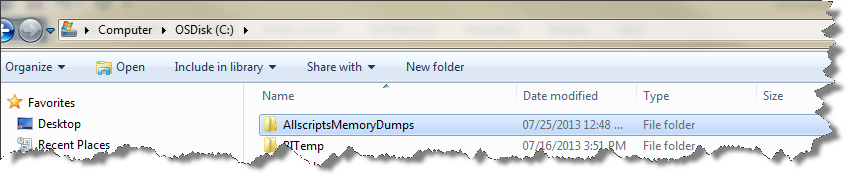 Computer OSDisk (C:)
Organize Open Include in library Share with New folder
Name Date modified Type Size
Favorites
Desktop AllscriptsMemoryDumps 07/25/2013 12:48 ... File folder
Recent Places 07/16/2013 3:51 PM File folder